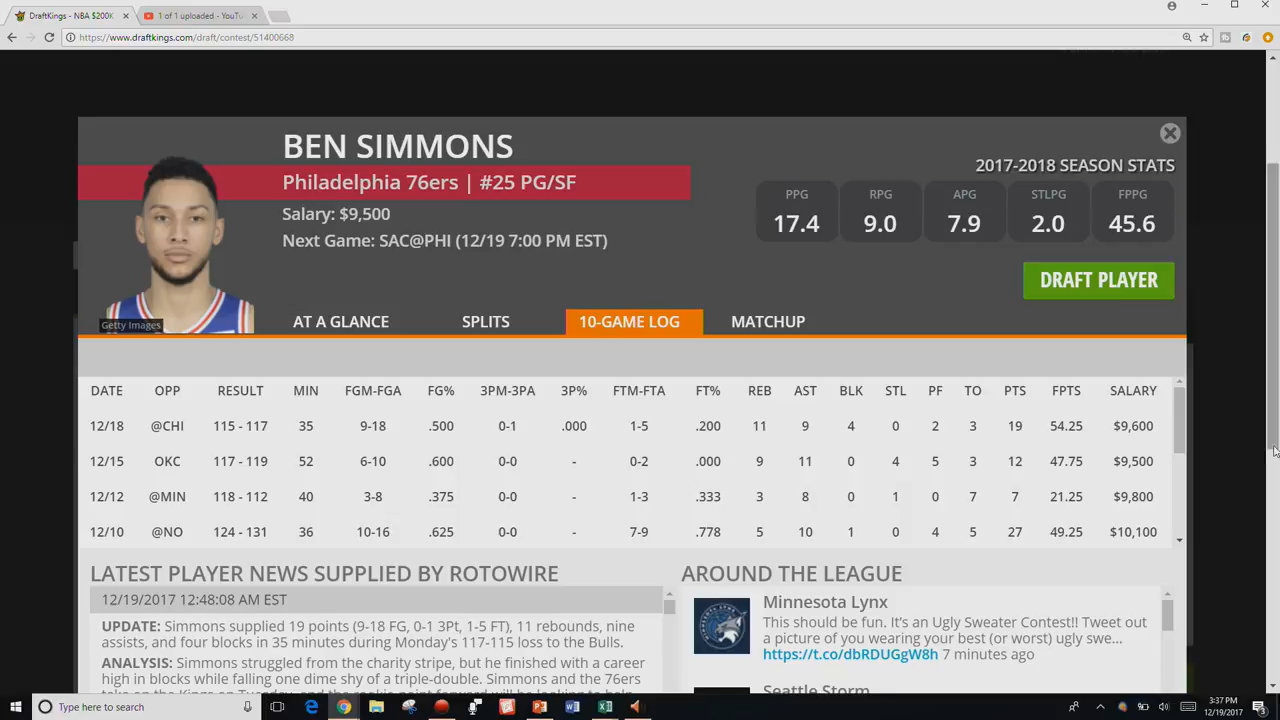 DraftKings - NBA $200K
1 of 1 uploaded - YouTu
https://www.draftkings.com/draft/contest/51400668
BEN SIMMONS
Philadelphia 76ers | #25 PG/SF
Salary: $9,500
Next Game: SAC@PHI (12/19 7:00 PM EST)
Getty Images
2017-2018 SEASON STATS
PPG RPG APG STLPG FPPG
17.4 9.0 7.9 2.0 45.6
DRAFT PLAYER
AT A GLANCE SPLITS 10-GAME LOG MATCHUP
DATE OPP RESULT MIN FGM-FGA FG% 3PM-3PA 3P% FTM-FTA FT% REB AST BLK STL PF TO PTS FPTS SALARY
12/18 @CHI 115 - 117 35 9-18 .500 0-1 .000 1-5 .200 11 9 4 0 2 3 19 54.25 $9,600
12/15 OKC 117 - 119 52 6-10 .600 0-0 - 0-2 .000 9 11 0 4 5 3 12 47.75 $9,500
12/12 @MIN 118 - 112 40 3-8 .375 0-0 - 1-3 .333 3 8 0 1 0 7 7 21.25 $9,800
12/10 @NO 124 - 131 36 10-16 .625 0-0 - 7-9 .778 5 10 1 0 4 5 27 49.25 $10,100
LATEST PLAYER NEWS SUPPLIED BY ROTOWIRE
12/19/2017 12:48:08 AM EST
UPDATE: Simmons supplied 19 points (9-18 FG, 0-1 3Pt, 1-5 FT), 11 rebounds, nine
assists, and four blocks in 35 minutes during Monday's 117-115 loss to the Bulls.
ANALYSIS: Simmons struggled from the charity stripe, but he finished with a career
high in blocks while falling one dime shy of a triple-double. Simmons and the 76ers
AROUND THE LEAGUE
Minnesota Lynx
This should be fun. It's an Ugly Sweater Contest!! Tweet out
a picture of you wearing your best (or worst) ugly swe...
https://t.co/dbRDUGgW8h 7 minutes ago
Seattle Storm
Type here to search
3:37 PM
12/19/2017